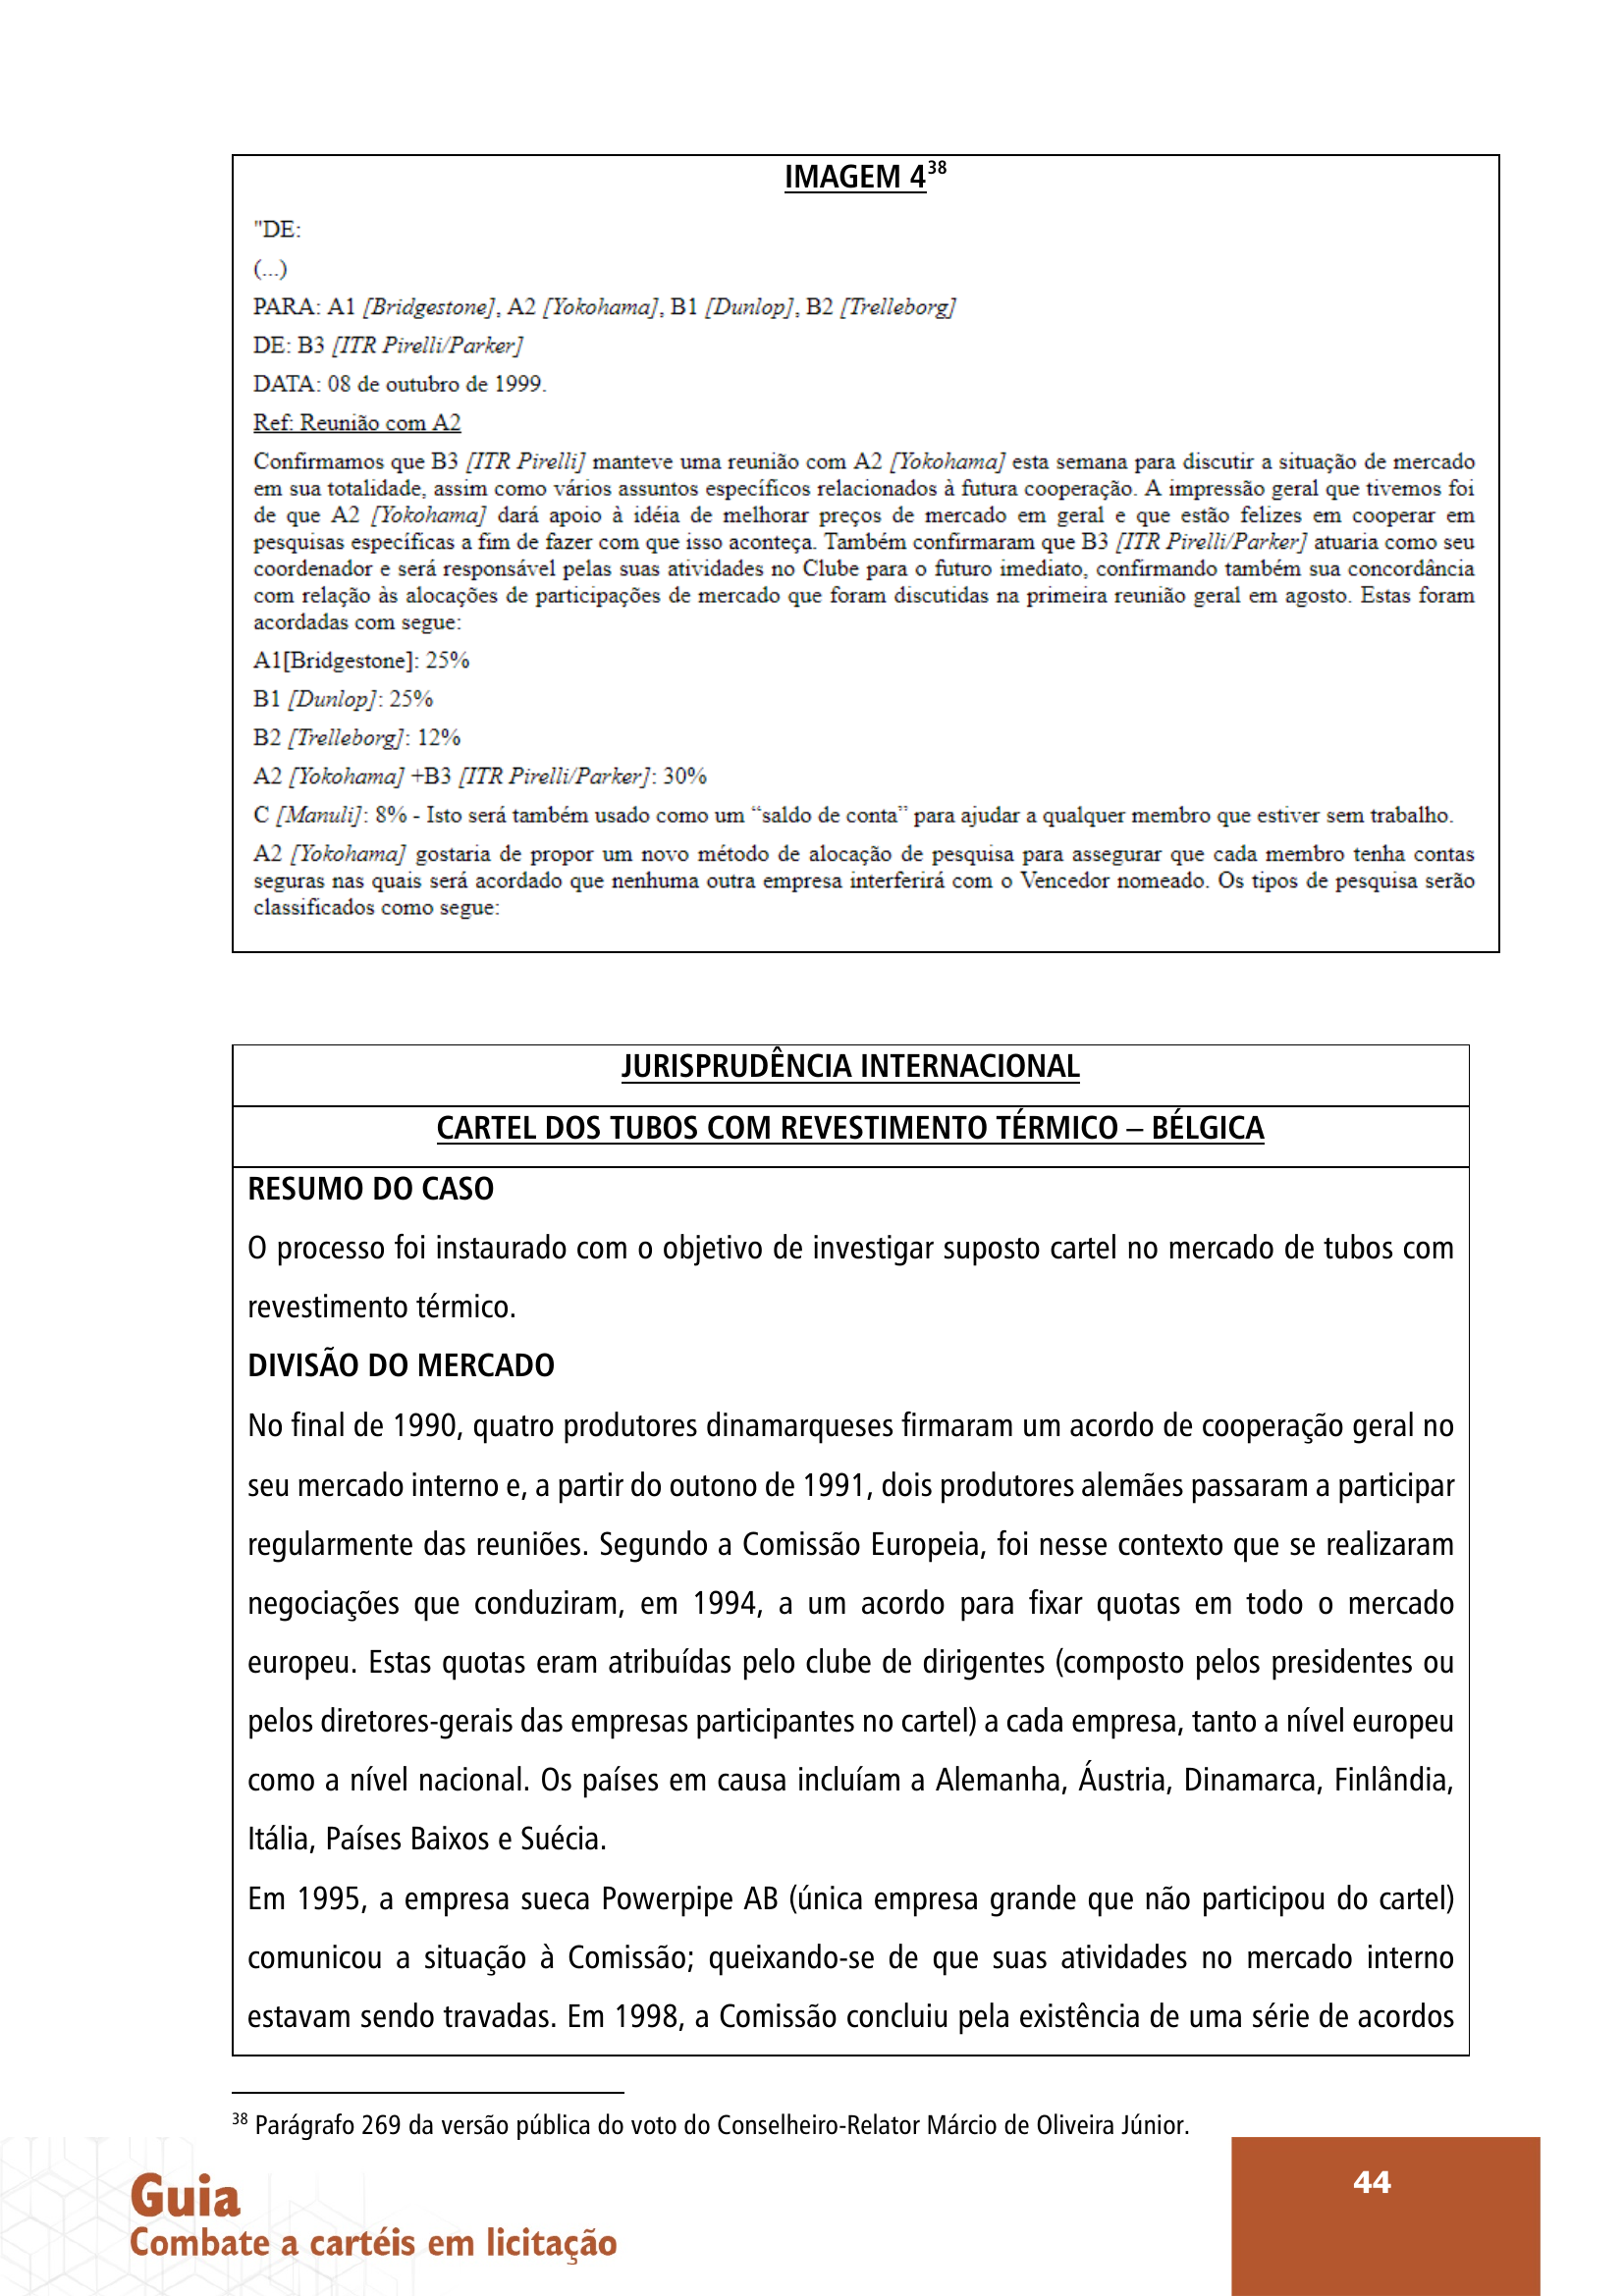 IMAGEM 4³⁸
"DE:
(...)
PARA: A1 [Bridgestone], A2 [Yokohama], B1 [Dunlop], B2 [Trelleborg]
DE: B3 [ITR Pirelli/Parker]
DATA: 08 de outubro de 1999.
Ref: Reunião com A2
Confirmamos que B3 [ITR Pirelli] manteve uma reunião com A2 [Yokohama] esta semana para discutir a situação de mercado
em sua totalidade, assim como vários assuntos específicos relacionados à futura cooperação. A impressão geral que tivemos foi
de que A2 [Yokohama] dará apoio à idéia de melhorar preços de mercado em geral e que estão felizes em cooperar em
pesquisas específicas a fim de fazer com que isso aconteça. Também confirmaram que B3 [ITR Pirelli/Parker] atuaria como seu
coordenador e será responsável pelas suas atividades no Clube para o futuro imediato, confirmando também sua concordância
com relação às alocações de participações de mercado que foram discutidas na primeira reunião geral em agosto. Estas foram
acordadas com segue:
A1[Bridgestone]: 25%
B1 [Dunlop]: 25%
B2 [Trelleborg]: 12%
A2 [Yokohama] +B3 [ITR Pirelli/Parker]: 30%
C [Manuli]: 8% - Isto será também usado como um “saldo de conta” para ajudar a qualquer membro que estiver sem trabalho.
A2 [Yokohama] gostaria de propor um novo método de alocação de pesquisa para assegurar que cada membro tenha contas
seguras nas quais será acordado que nenhuma outra empresa interferirá com o Vencedor nomeado. Os tipos de pesquisa serão
classificados como segue:
JURISPRUDÊNCIA INTERNACIONAL
CARTEL DOS TUBOS COM REVESTIMENTO TÉRMICO – BÉLGICA
RESUMO DO CASO
O processo foi instaurado com o objetivo de investigar suposto cartel no mercado de tubos com
revestimento térmico.
DIVISÃO DO MERCADO
No final de 1990, quatro produtores dinamarqueses firmaram um acordo de cooperação geral no
seu mercado interno e, a partir do outono de 1991, dois produtores alemães passaram a participar
regularmente das reuniões. Segundo a Comissão Europeia, foi nesse contexto que se realizaram
negociações que conduziram, em 1994, a um acordo para fixar quotas em todo o mercado
europeu. Estas quotas eram atribuídas pelo clube de dirigentes (composto pelos presidentes ou
pelos diretores-gerais das empresas participantes no cartel) a cada empresa, tanto a nível europeu
como a nível nacional. Os países em causa incluíam a Alemanha, Áustria, Dinamarca, Finlândia,
Itália, Países Baixos e Suécia.
Em 1995, a empresa sueca Powerpipe AB (única empresa grande que não participou do cartel)
comunicou a situação à Comissão; queixando-se de que suas atividades no mercado interno
estavam sendo travadas. Em 1998, a Comissão concluiu pela existência de uma série de acordos
³⁸ Parágrafo 269 da versão pública do voto do Conselheiro-Relator Márcio de Oliveira Júnior.
44
Guia
Combate a cartéis em licitação